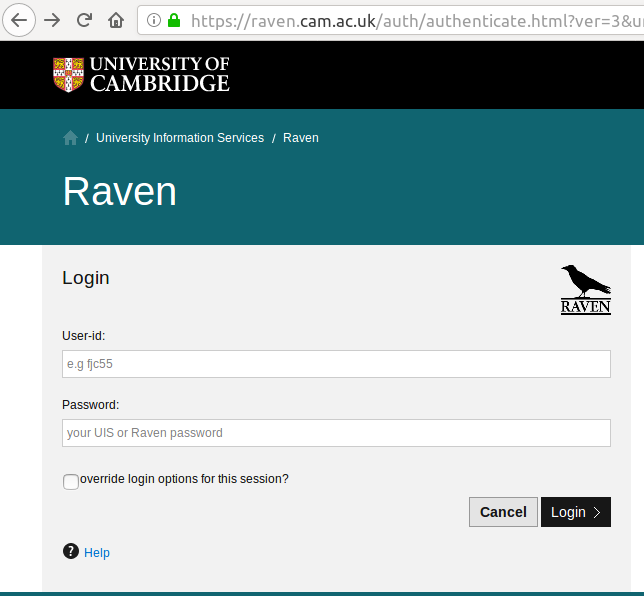 https://raven.cam.ac.uk/auth/authenticate.html?ver=3&u
UNIVERSITY OF
CAMBRIDGE
/ University Information Services / Raven
Raven
Login
RAVEN
User-id:
e.g fjc55
Password:
your UIS or Raven password
override login options for this session?
Cancel Login
? Help